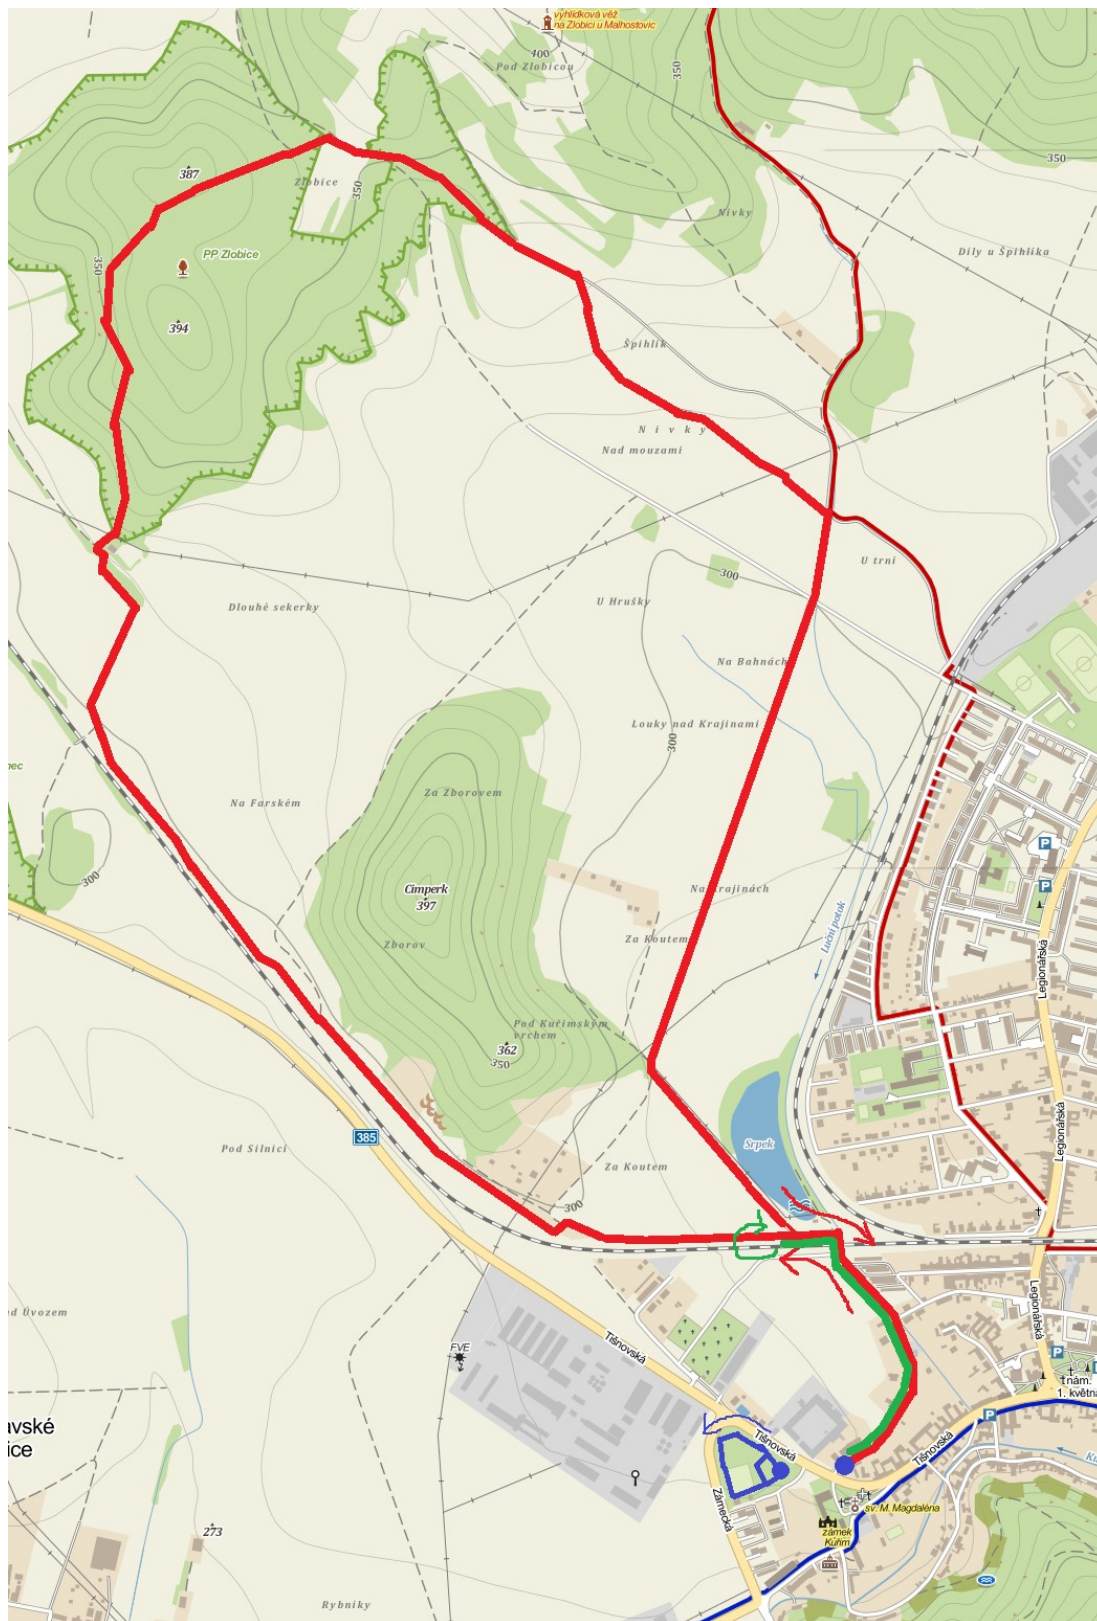 vyhlídková věž
na Zlobici u Malhostovic
400
Pod Zlobicou
350
350
387
Zlobice
350
Nivky
350
PP Zlobice
Díly u Špihlíka
394
Špihlík
Nivky
Nad mouzami
U trní
300
Dlouhé sekerky
U Hrušky
Na Bahnách
Louky nad Krajinami
300
Za Zborovem
Na Farském
300
Cimperk
397
Na Krajinách
Zborov
Za Koutem
Luční potok
Legionářská
Pod Kuřimským
vrchem
362
350
385
Pod Silnicí
Srpek
Za Koutem
Legionářská
300
Tišnovská
FVE
Legionářská
nám.
1. května
avské
ice
Tišnovská
Tišnovská
Zámecká
sv. M. Magdaléna
zámek
Kuřim
273
Rybníky
P
P
P
P